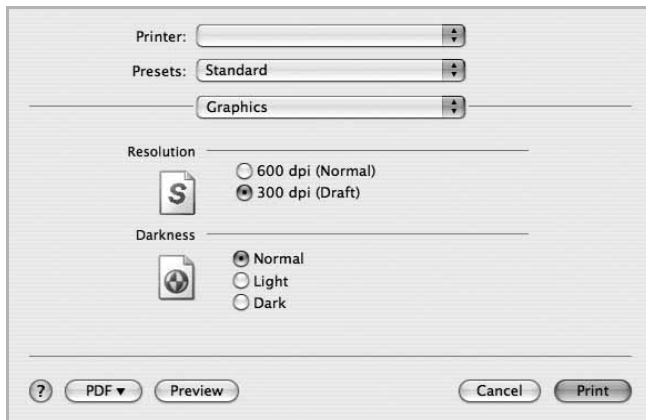 Printer:
Presets: Standard
Graphics
Resolution
600 dpi (Normal)
S
300 dpi (Draft)
Darkness
Normal
Light
Dark
? PDF▼ Preview Cancel Print